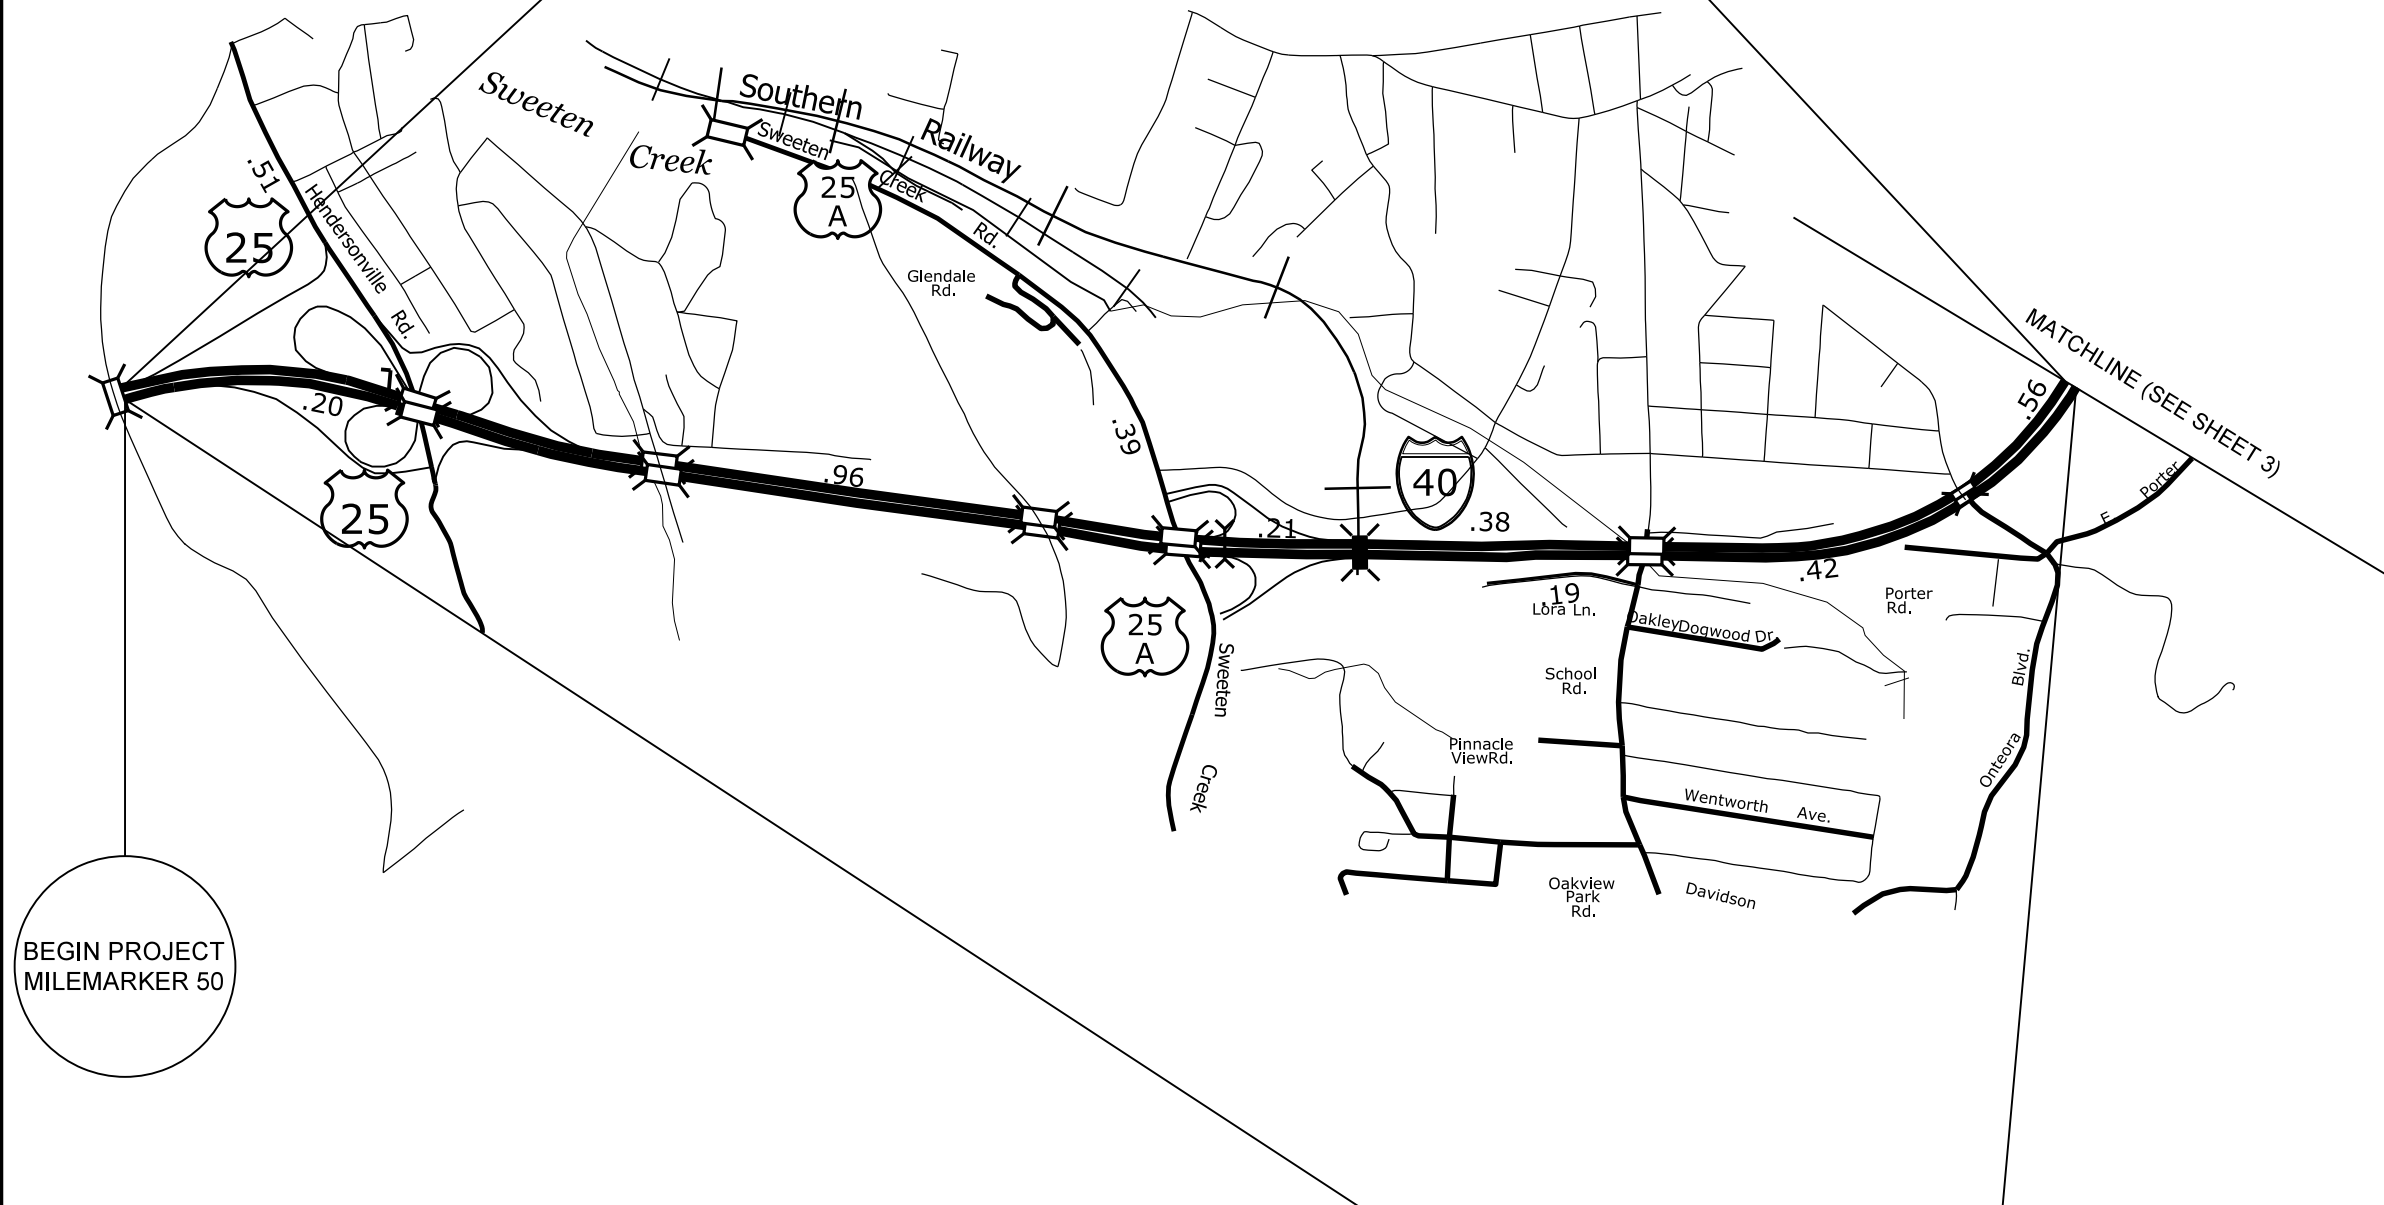 Sweeten
Creek
Southern
Railway
Sweeten
Creek
Rd.
25
A
.51
25
Hendersonville
Rd.
Glendale
Rd.
MATCHLINE (SEE SHEET 3)
.56
.20
.39
.96
40
25
.21
.38
Porter
E.
.42
.19
Lora Ln.
Porter
Rd.
25
A
Oakley
Dogwood Dr.
Sweeten
Creek
School
Rd.
Blvd.
Onteora
Pinnacle
ViewRd.
Wentworth Ave.
Oakview
Park
Rd.
Davidson
BEGIN PROJECT
MILEMARKER 50